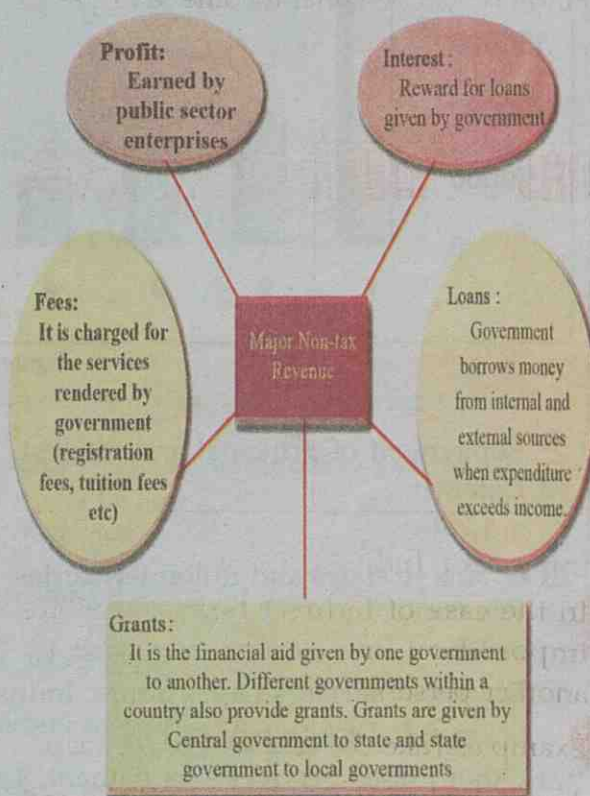 Profit:
Earned by
public sector
enterprises
Interest :
Reward for loans
given by government
Fees:
It is charged for
the services
rendered by
government
(registration
fees, tuition fees
etc)
Major Non-tax
Revenue
Loans :
Government
borrows money
from internal and
external sources
when expenditure
exceeds income.
Grants:
It is the financial aid given by one government
to another. Different governments within a
country also provide grants. Grants are given by
Central government to state and state
government to local governments